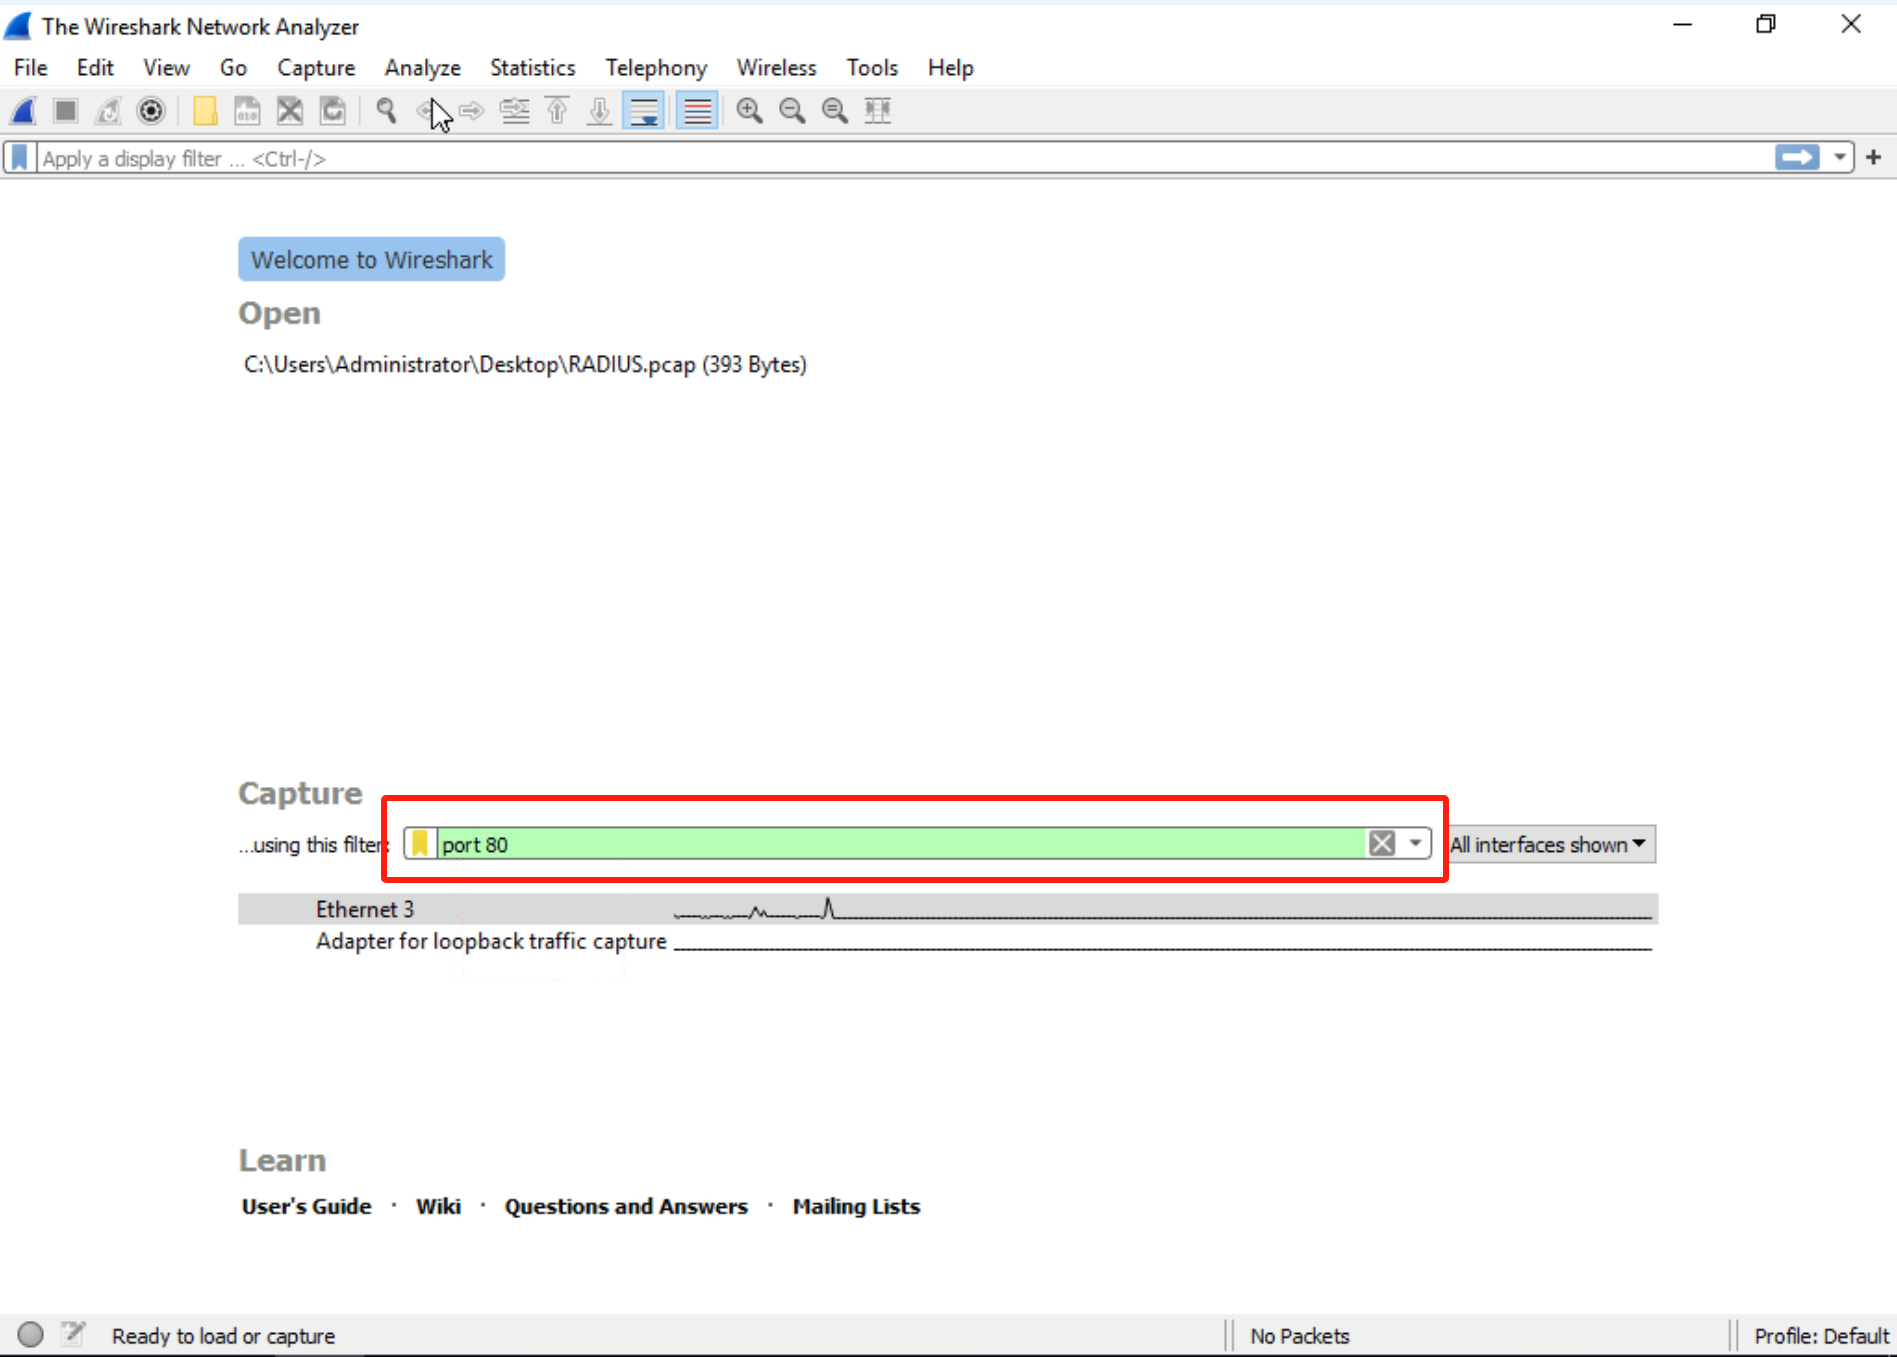 The Wireshark Network Analyzer
File Edit View Go Capture Analyze Statistics Telephony Wireless Tools Help
Apply a display filter ... <Ctrl-/>
Welcome to Wireshark
Open
C:\Users\Administrator\Desktop\RADIUS.pcap (393 Bytes)
Capture
...using this filter: port 80 All interfaces shown
Ethernet 3
Adapter for loopback traffic capture
Learn
User's Guide · Wiki · Questions and Answers · Mailing Lists
Ready to load or capture No Packets Profile: Default